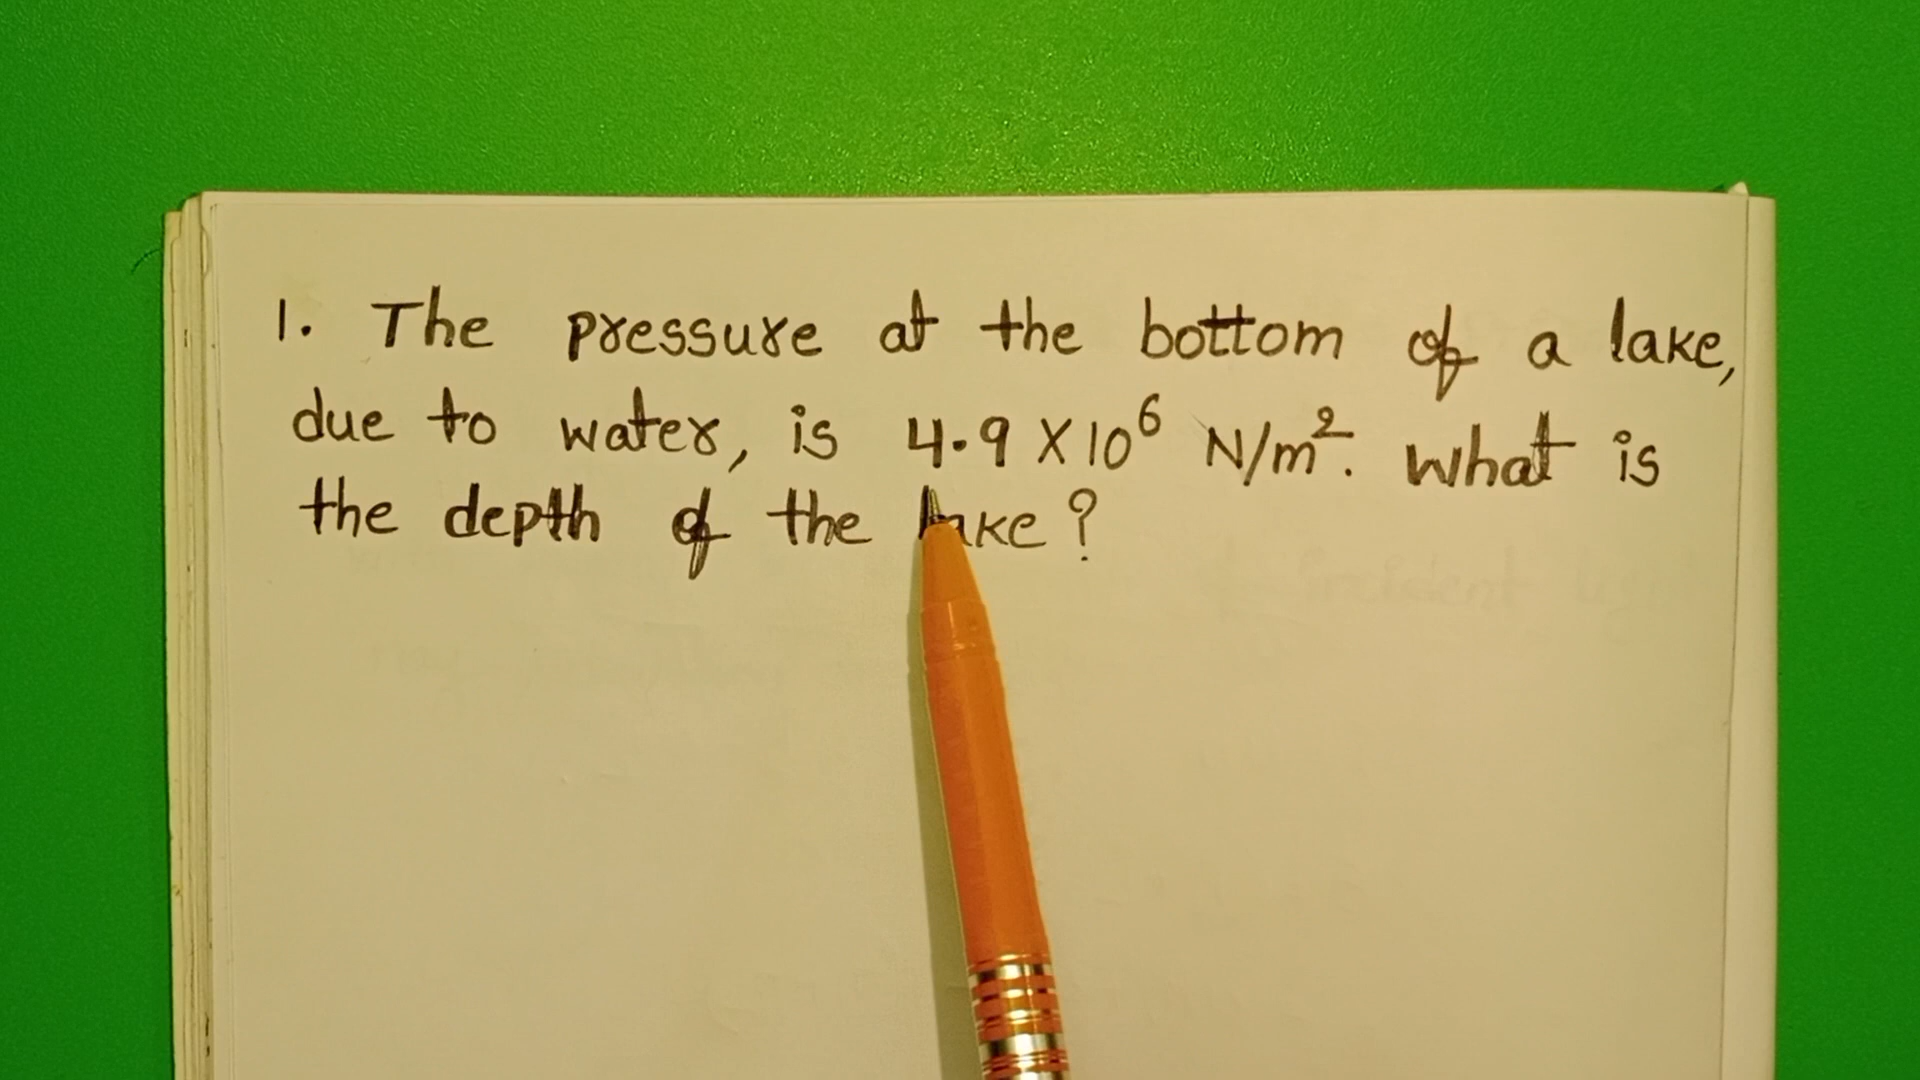 1. The pressure at the bottom of a lake,
due to water, is 4.9 X 10⁶ N/m². What is
the depth of the lake?